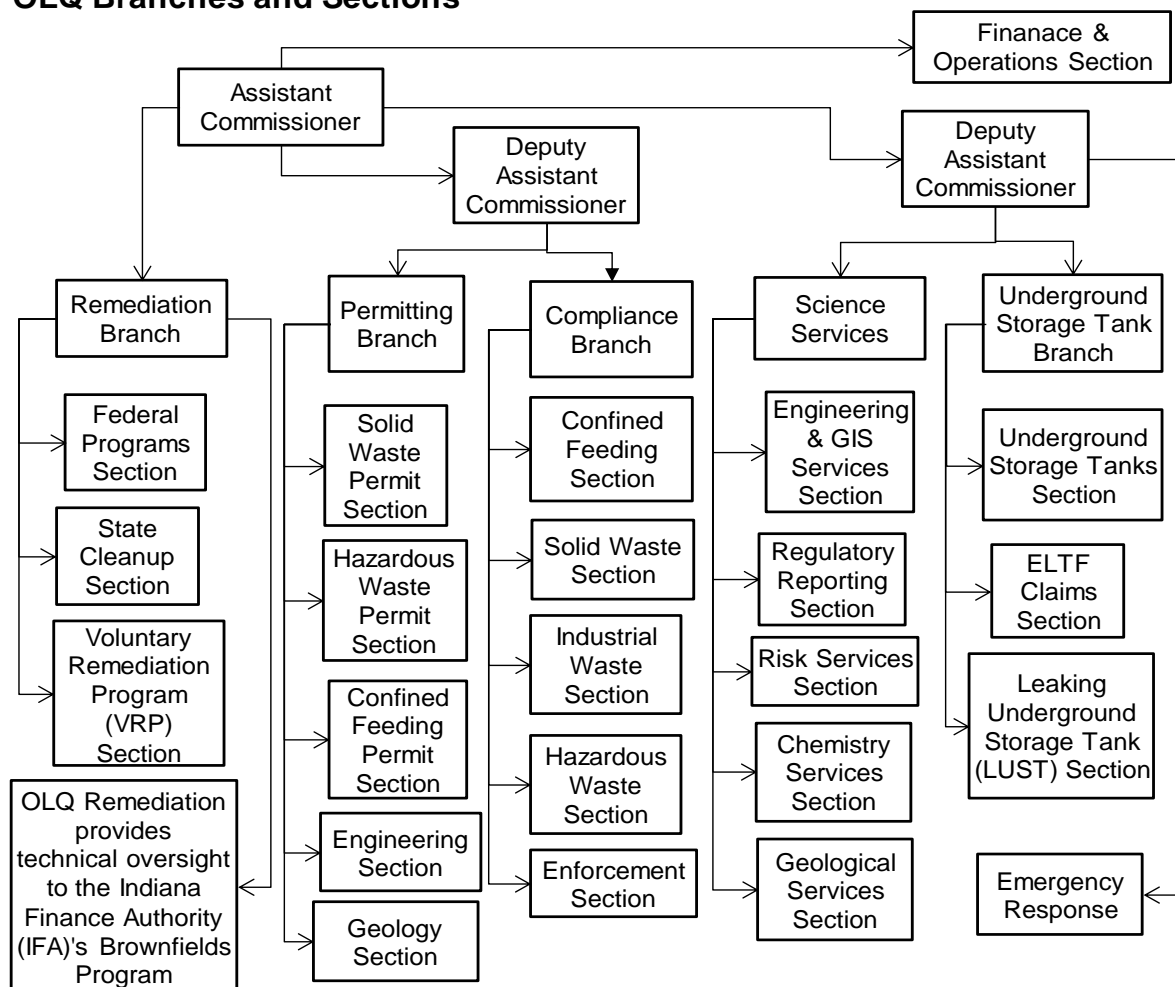 OLQ Branches and Sections
Finanace &
Operations Section
Assistant
Commissioner
Deputy
Assistant
Commissioner
Deputy
Assistant
Commissioner
Remediation
Branch
Federal
Programs
Section
State
Cleanup
Section
Voluntary
Remediation
Program
(VRP)
Section
OLQ Remediation
provides
technical oversight
to the Indiana
Finance Authority
(IFA)'s Brownfields
Program
Permitting
Branch
Solid
Waste
Permit
Section
Hazardous
Waste
Permit
Section
Confined
Feeding
Permit
Section
Engineering
Section
Geology
Section
Compliance
Branch
Confined
Feeding
Section
Solid Waste
Section
Industrial
Waste
Section
Hazardous
Waste
Section
Enforcement
Section
Science
Services
Engineering
& GIS
Services
Section
Regulatory
Reporting
Section
Risk Services
Section
Chemistry
Services
Section
Geological
Services
Section
Underground
Storage Tank
Branch
Underground
Storage Tanks
Section
ELTF
Claims
Section
Leaking
Underground
Storage Tank
(LUST) Section
Emergency
Response